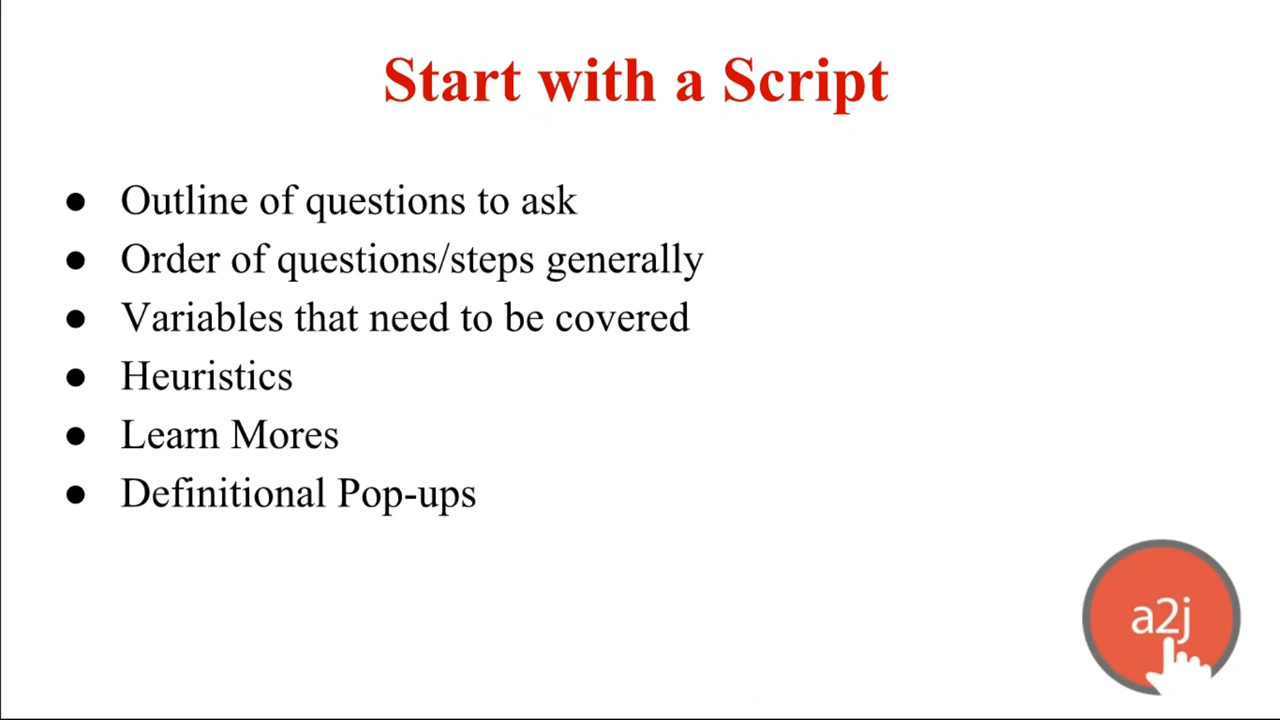 Start with a Script
● Outline of questions to ask
● Order of questions/steps generally
● Variables that need to be covered
● Heuristics
● Learn Mores
● Definitional Pop-ups
a2j